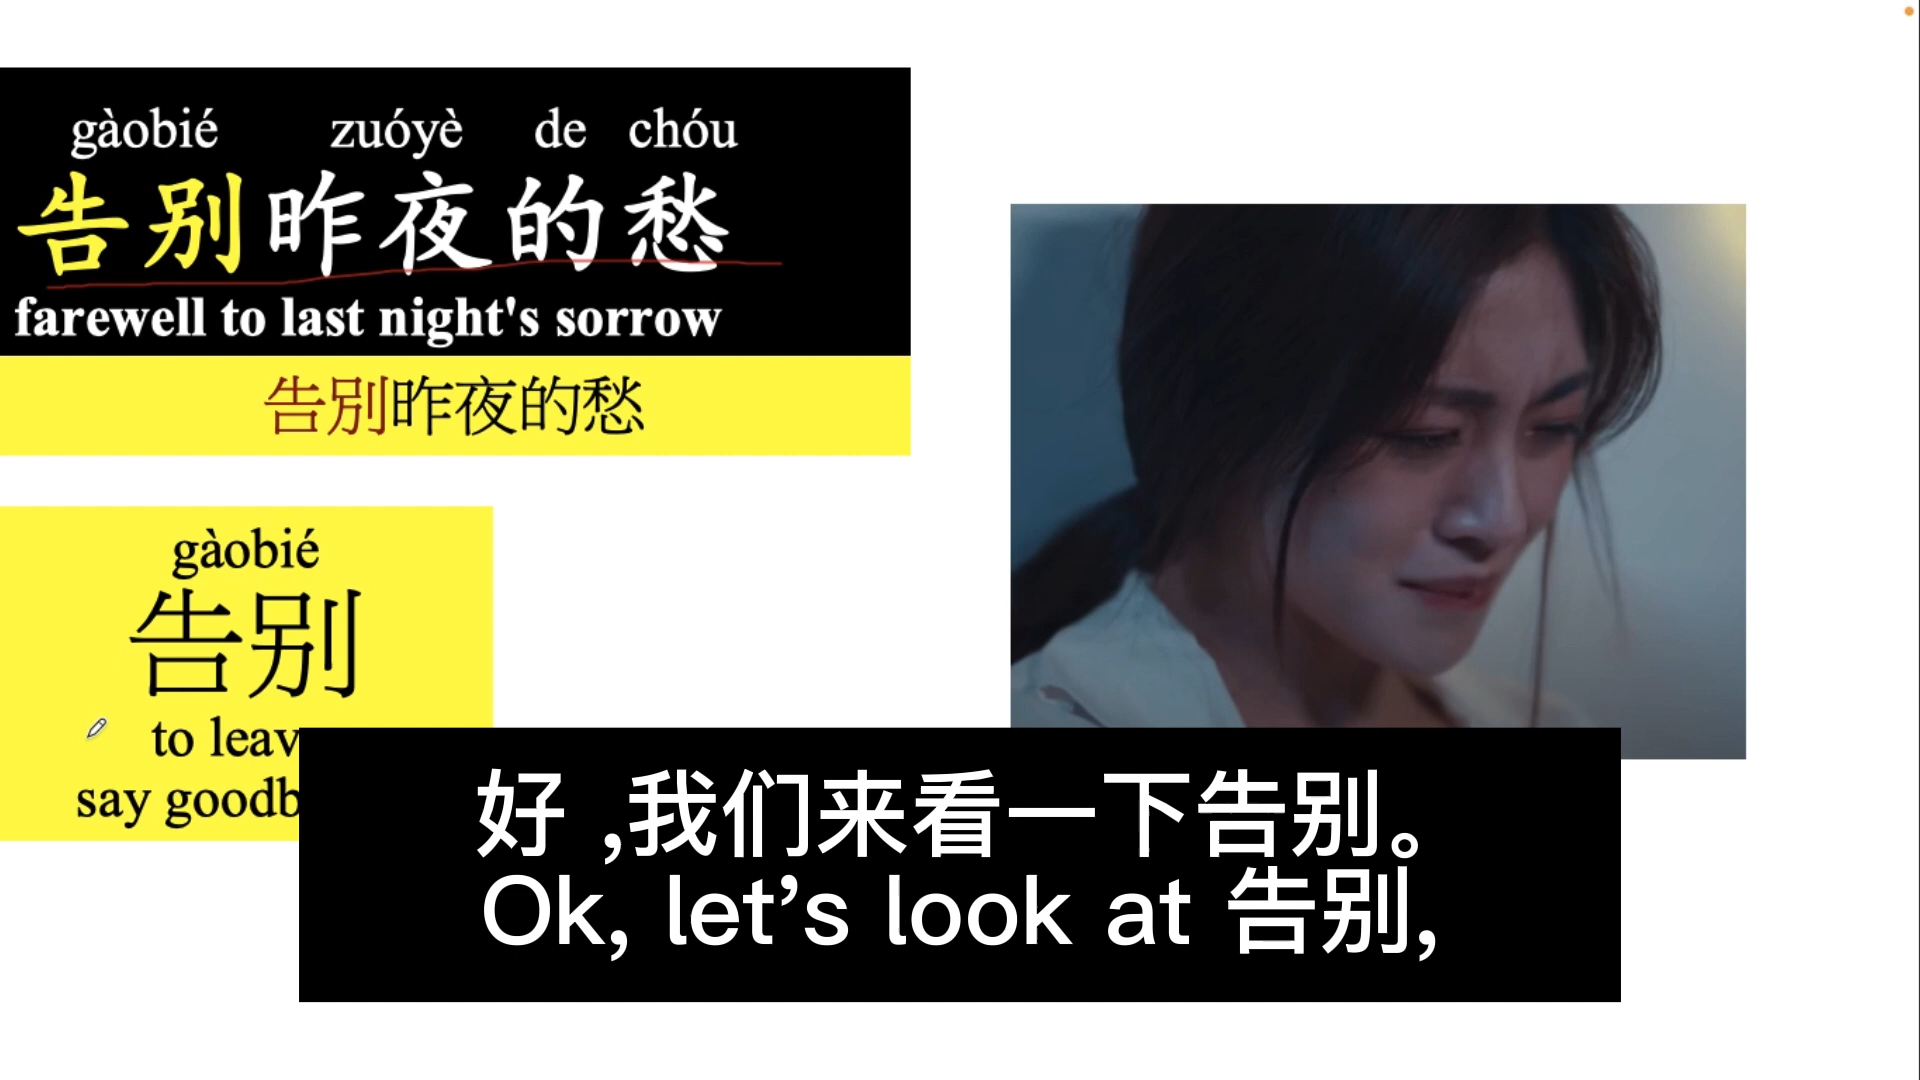 gàobié zuóyè de chóu
告别昨夜的愁
farewell to last night's sorrow
告別昨夜的愁
gàobié
告别
to leav
say goodb
好 ,我们来看一下告别。
Ok, let's look at 告别,